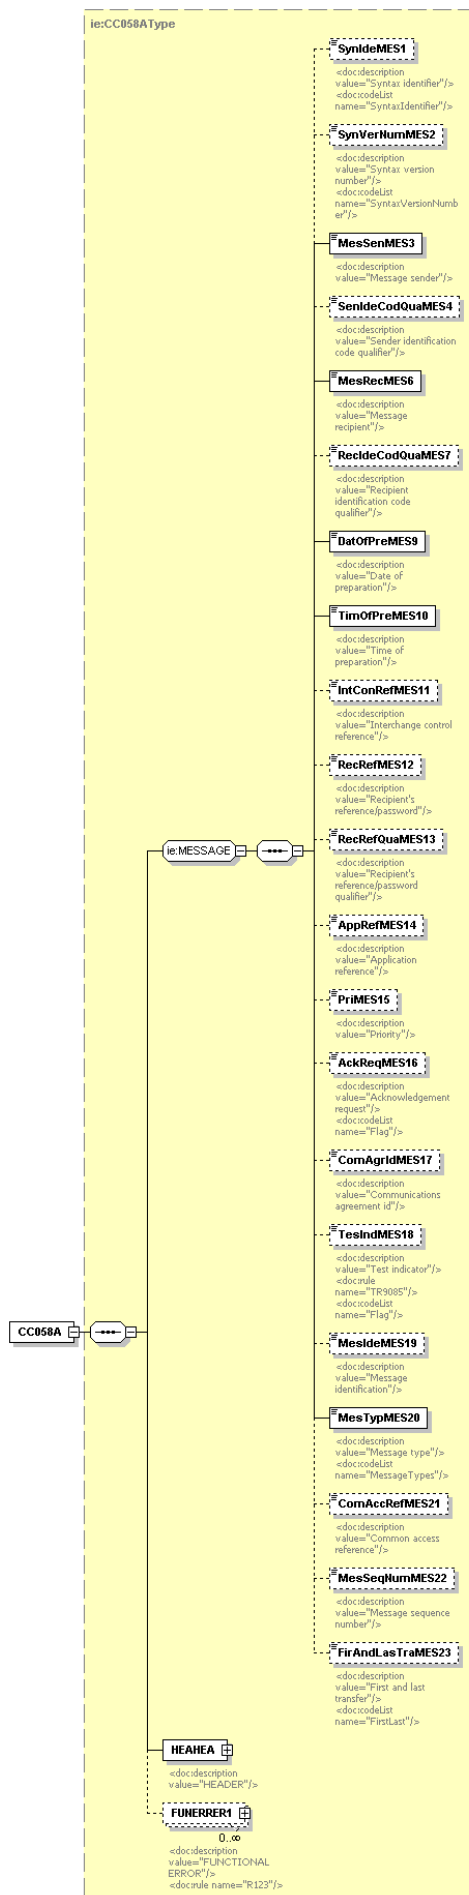 ie:CC058AType
SynIdeMES1
<doc:description
value="Syntax identifier"/>
<doc:codeList
name="SyntaxIdentifier"/>
SynVerNumMES2
<doc:description
value="Syntax version
number"/>
<doc:codeList
name="SyntaxVersionNumb
er"/>
MesSenMES3
<doc:description
value="Message sender"/>
SenIdeCodQuaMES4
<doc:description
value="Sender identification
code qualifier"/>
MesRecMES6
<doc:description
value="Message
recipient"/>
RecIdeCodQuaMES7
<doc:description
value="Recipient
identification code
qualifier"/>
DatOfPreMES9
<doc:description
value="Date of
preparation"/>
TimOfPreMES10
<doc:description
value="Time of
preparation"/>
IntConRefMES11
<doc:description
value="Interchange control
reference"/>
RecRefMES12
<doc:description
value="Recipient's
reference/password"/>
RecRefQuaMES13
<doc:description
value="Recipient's
reference/password
qualifier"/>
ie:MESSAGE
AppRefMES14
<doc:description
value="Application
reference"/>
PriMES15
<doc:description
value="Priority"/>
AckReqMES16
<doc:description
value="Acknowledgement
request"/>
<doc:codeList
name="Flag"/>
ComAgrIdMES17
<doc:description
value="Communications
agreement id"/>
TesIndMES18
<doc:description
value="Test indicator"/>
<doc:rule
name="TR9085"/>
<doc:codeList
name="Flag"/>
CC058A
MesIdeMES19
<doc:description
value="Message
identification"/>
MesTypMES20
<doc:description
value="Message type"/>
<doc:codeList
name="MessageTypes"/>
ComAccRefMES21
<doc:description
value="Common access
reference"/>
MesSeqNumMES22
<doc:description
value="Message sequence
number"/>
FirAndLasTraMES23
<doc:description
value="First and last
transfer"/>
<doc:codeList
name="FirstLast"/>
HEAHEA
<doc:description
value="HEADER"/>
FUNERRER1
0..∞
<doc:description
value="FUNCTIONAL
ERROR"/>
<doc:rule name="R123"/>